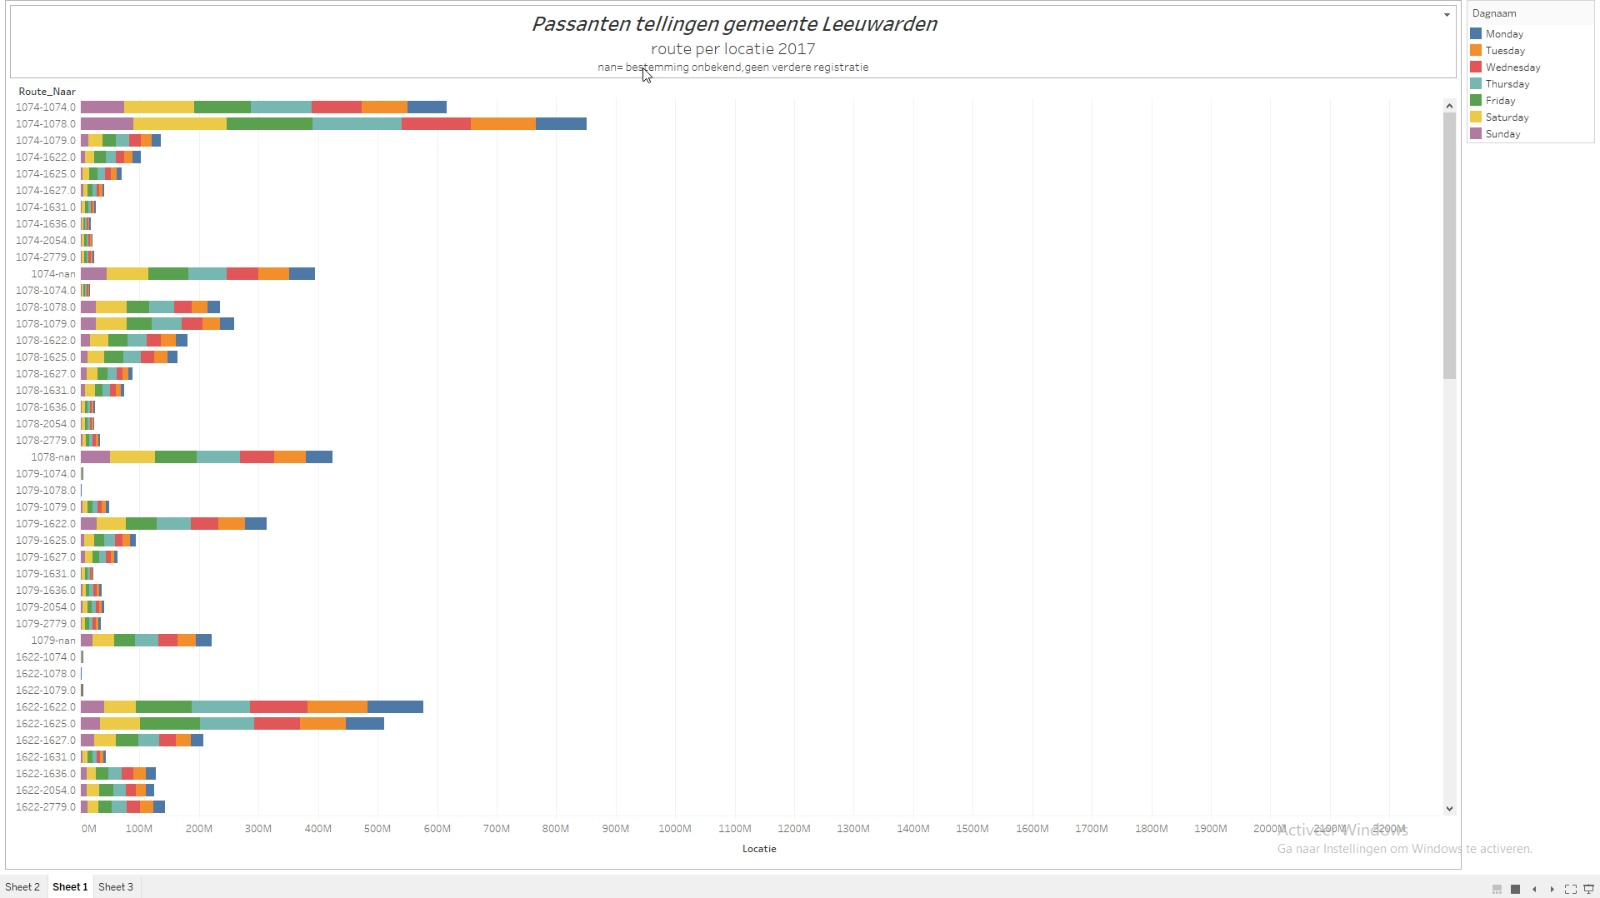 Passanten tellingen gemeente Leeuwarden
route per locatie 2017
nan= bestemming onbekend,geen verdere registratie
Dagnaam
Monday
Tuesday
Wednesday
Thursday
Friday
Saturday
Sunday
Route_Naar
1074-1074.0
1074-1078.0
1074-1079.0
1074-1622.0
1074-1625.0
1074-1627.0
1074-1631.0
1074-1636.0
1074-2054.0
1074-2779.0
1074-nan
1078-1074.0
1078-1078.0
1078-1079.0
1078-1622.0
1078-1625.0
1078-1627.0
1078-1631.0
1078-1636.0
1078-2054.0
1078-2779.0
1078-nan
1079-1074.0
1079-1078.0
1079-1079.0
1079-1622.0
1079-1625.0
1079-1627.0
1079-1631.0
1079-1636.0
1079-2054.0
1079-2779.0
1079-nan
1622-1074.0
1622-1078.0
1622-1079.0
1622-1622.0
1622-1625.0
1622-1627.0
1622-1631.0
1622-1636.0
1622-2054.0
1622-2779.0
0M 100M 200M 300M 400M 500M 600M 700M 800M 900M 1000M 1100M 1200M 1300M 1400M 1500M 1600M 1700M 1800M 1900M 2000M 2100M 2200M
Locatie
Activeer Windows
Ga naar Instellingen om Windows te activeren.
Sheet 2 Sheet 1 Sheet 3